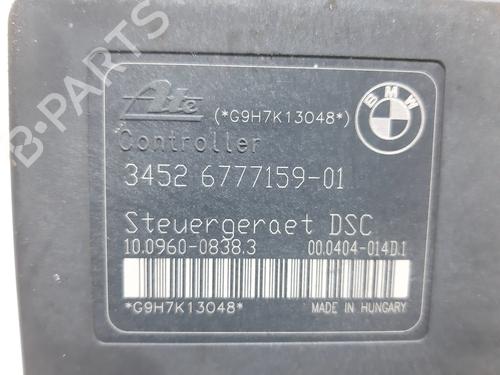 Ate (*G9H7K13048*)
BMW
Controller
3452 6777159-01
Steuergeraet DSC
10.0960-0838.3 00.0404-014D.1
*G9H7K13048* MADE IN HUNGARY
B-PARTS